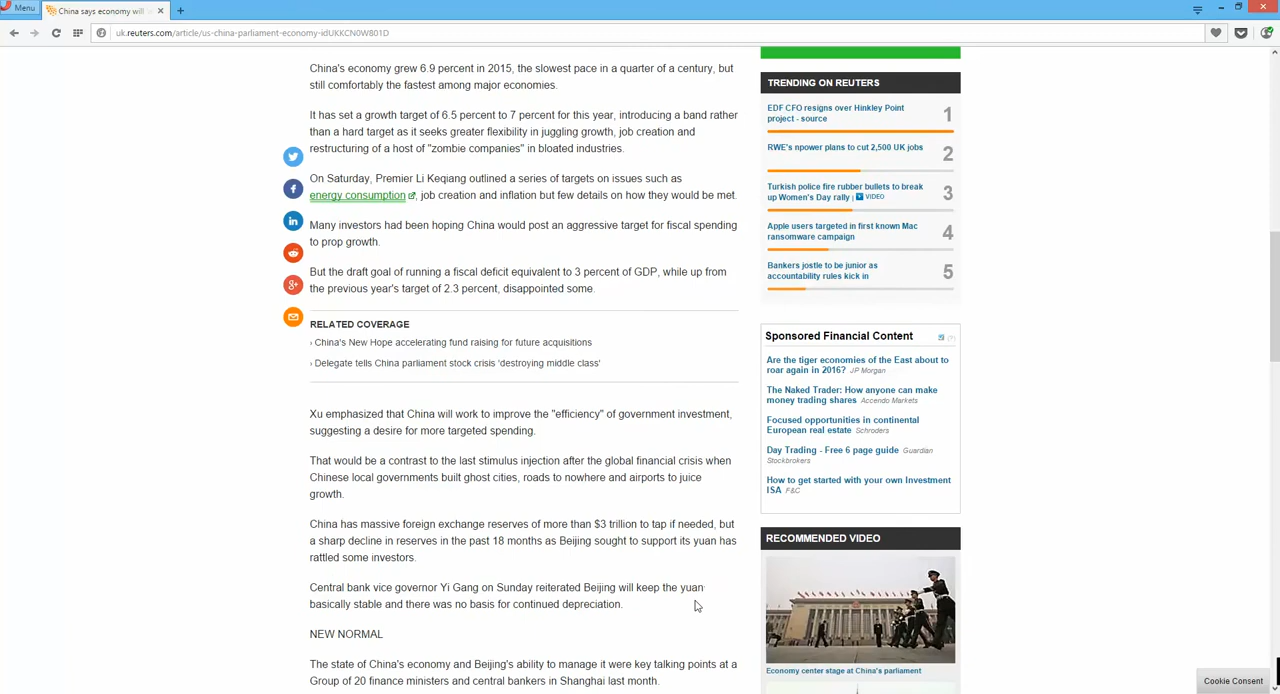 Menu
China says economy will
uk.reuters.com/article/us-china-parliament-economy-idUKKCN0W801D
China's economy grew 6.9 percent in 2015, the slowest pace in a quarter of a century, but
still comfortably the fastest among major economies.
It has set a growth target of 6.5 percent to 7 percent for this year, introducing a band rather
than a hard target as it seeks greater flexibility in juggling growth, job creation and
restructuring of a host of "zombie companies" in bloated industries.
On Saturday, Premier Li Keqiang outlined a series of targets on issues such as
energy consumption, job creation and inflation but few details on how they would be met.
Many investors had been hoping China would post an aggressive target for fiscal spending
to prop growth.
But the draft goal of running a fiscal deficit equivalent to 3 percent of GDP, while up from
the previous year's target of 2.3 percent, disappointed some.
RELATED COVERAGE
› China's New Hope accelerating fund raising for future acquisitions
› Delegate tells China parliament stock crisis 'destroying middle class'
Xu emphasized that China will work to improve the "efficiency" of government investment,
suggesting a desire for more targeted spending.
That would be a contrast to the last stimulus injection after the global financial crisis when
Chinese local governments built ghost cities, roads to nowhere and airports to juice
growth.
China has massive foreign exchange reserves of more than $3 trillion to tap if needed, but
a sharp decline in reserves in the past 18 months as Beijing sought to support its yuan has
rattled some investors.
Central bank vice governor Yi Gang on Sunday reiterated Beijing will keep the yuan
basically stable and there was no basis for continued depreciation.
NEW NORMAL
The state of China's economy and Beijing's ability to manage it were key talking points at a
Group of 20 finance ministers and central bankers in Shanghai last month.
TRENDING ON REUTERS
EDF CFO resigns over Hinkley Point
project - source
1
RWE's npower plans to cut 2,500 UK jobs
2
Turkish police fire rubber bullets to break
up Women's Day rally | VIDEO
3
Apple users targeted in first known Mac
ransomware campaign
4
Bankers jostle to be junior as
accountability rules kick in
5
Sponsored Financial Content
(?)
Are the tiger economies of the East about to
roar again in 2016? JP Morgan
The Naked Trader: How anyone can make
money trading shares Accendo Markets
Focused opportunities in continental
European real estate Schroders
Day Trading - Free 6 page guide Guardian
Stockbrokers
How to get started with your own Investment
ISA F&C
RECOMMENDED VIDEO
Economy center stage at China's parliament
Cookie Consent